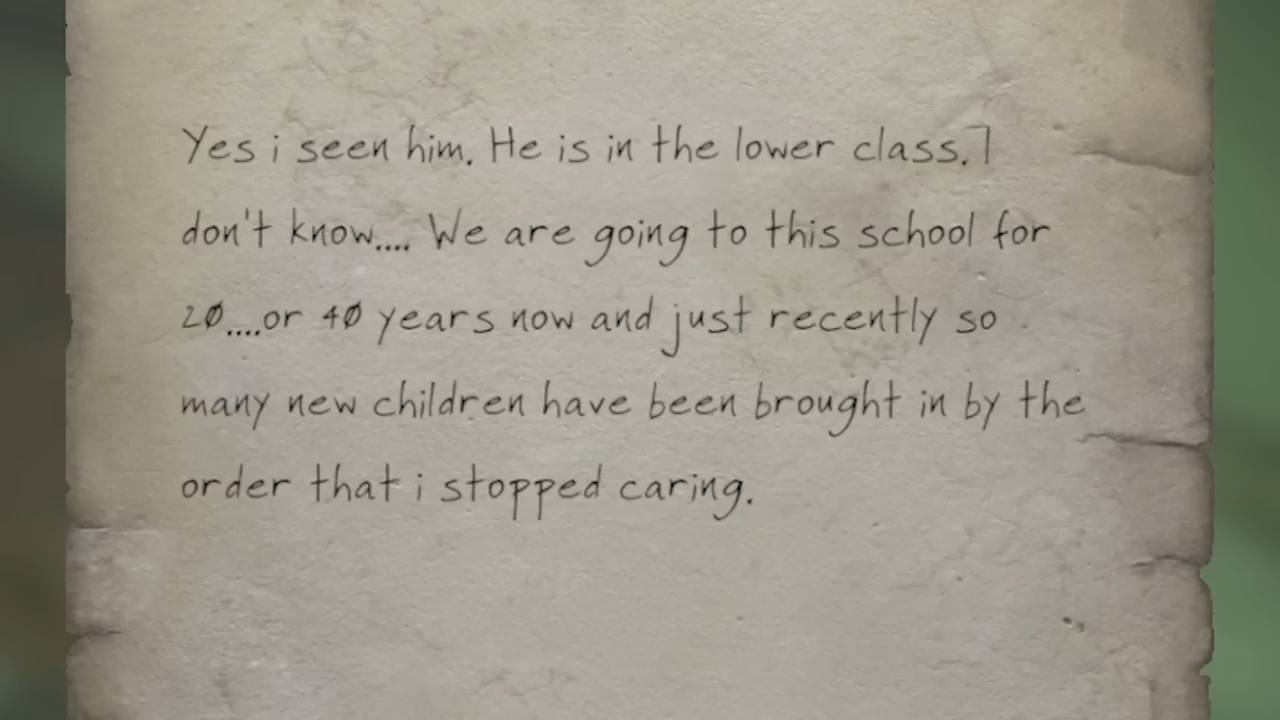 Yes i seen him. He is in the lower class.I
don't know.... We are going to this school for
20....or 40 years now and just recently so
many new children have been brought in by the
order that i stopped caring.